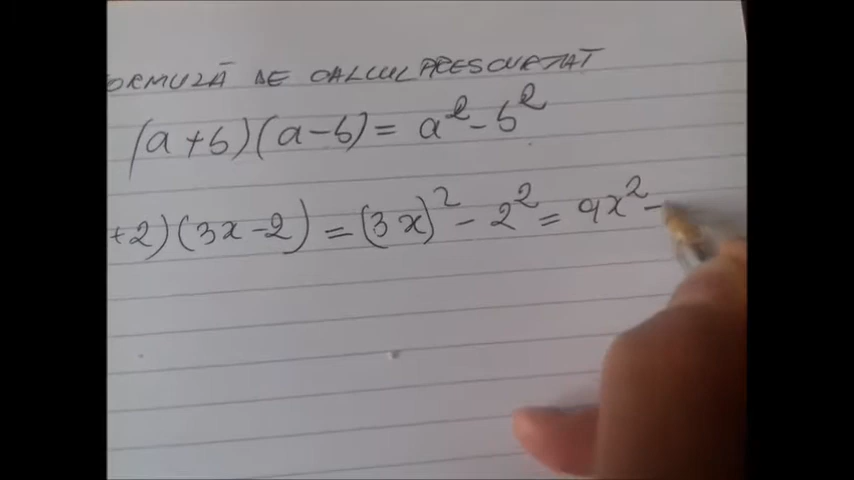 ORMULĂ DE CALCUL PRESCURTAT
(a+b)(a-b) = a² - b²
+2)(3x-2) = (3x)² - 2² = 9x² -